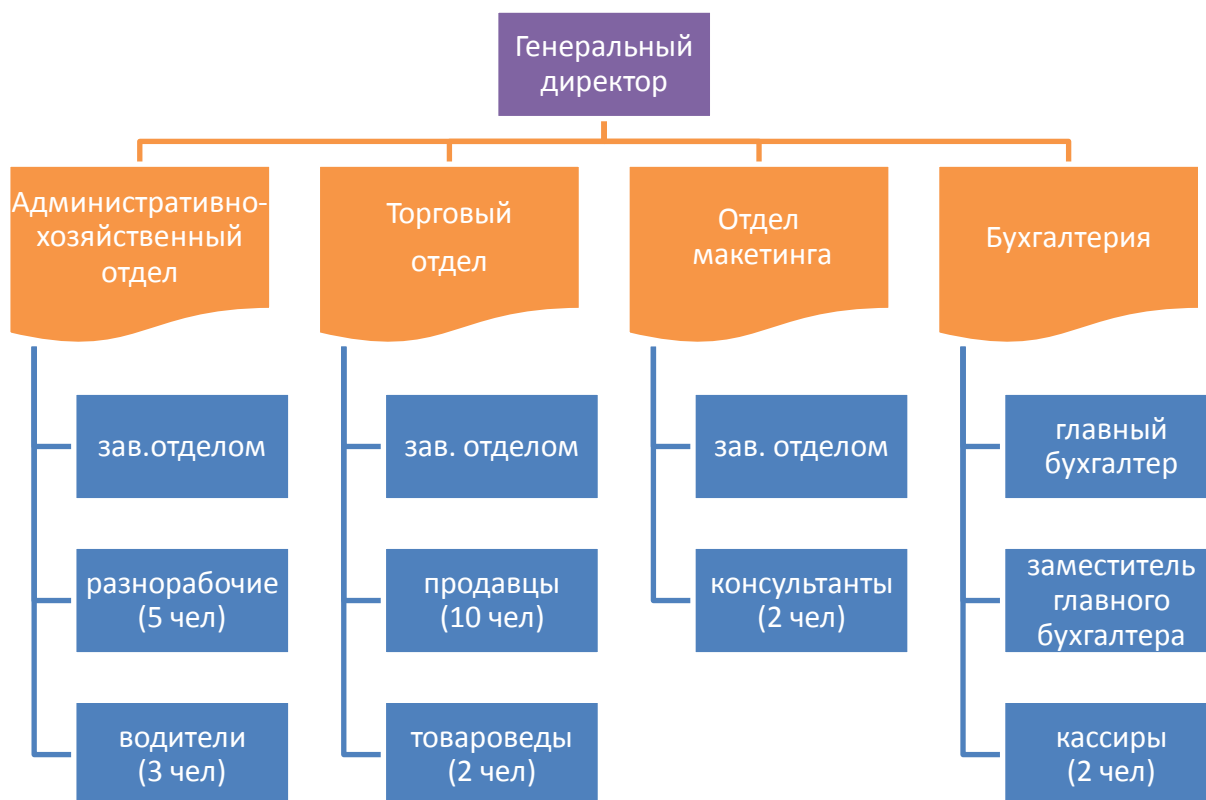 Генеральный
директор
Административно-
хозяйственный
отдел
Торговый
отдел
Отдел
макетинга
Бухгалтерия
зав.отделом
разнорабочие
(5 чел)
водители
(3 чел)
зав. отделом
продавцы
(10 чел)
товароведы
(2 чел)
зав. отделом
консультанты
(2 чел)
главный
бухгалтер
заместитель
главного
бухгалтера
кассиры
(2 чел)